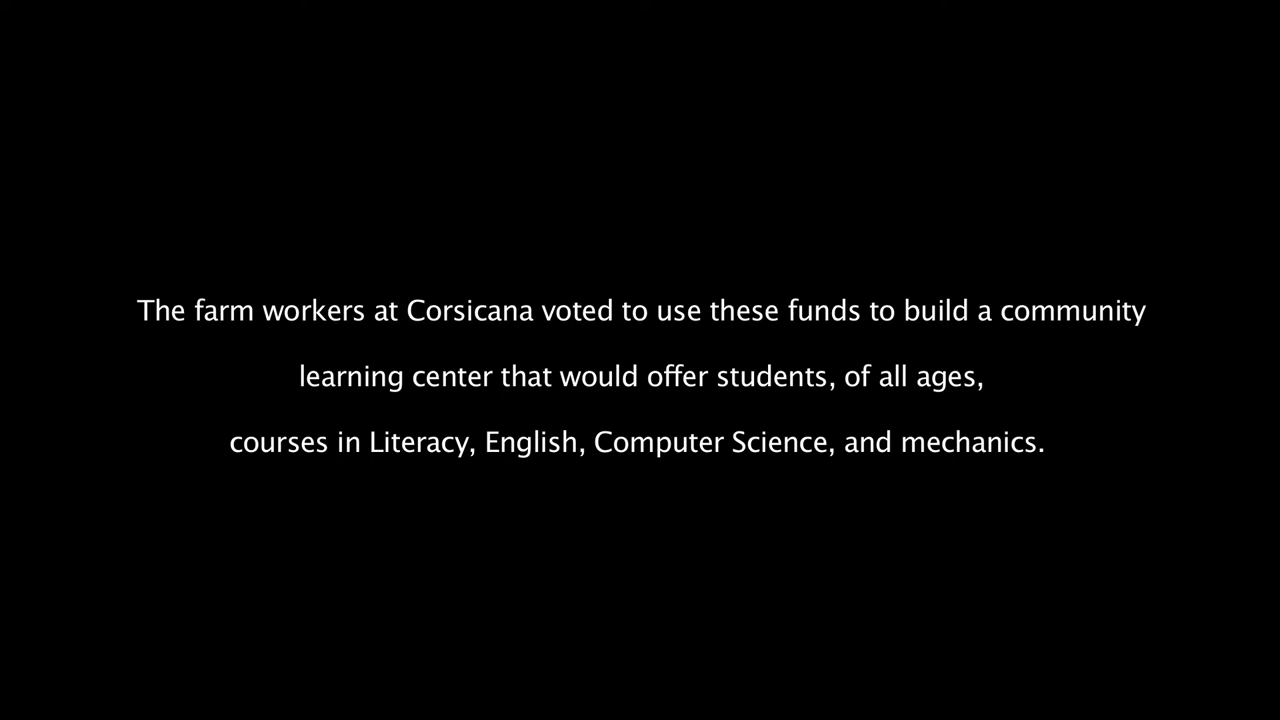 The farm workers at Corsicana voted to use these funds to build a community
learning center that would offer students, of all ages,
courses in Literacy, English, Computer Science, and mechanics.